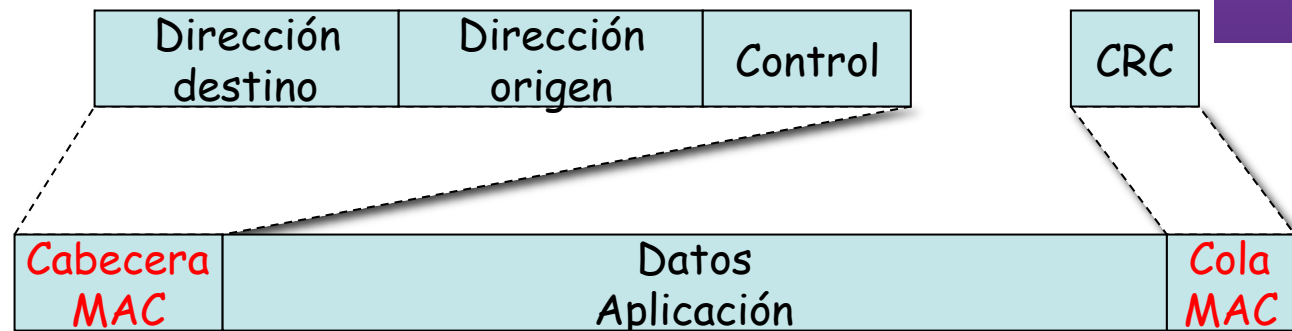 Dirección
destino
Dirección
origen
Control
CRC
Cabecera
MAC
Datos
Aplicación
Cola
MAC